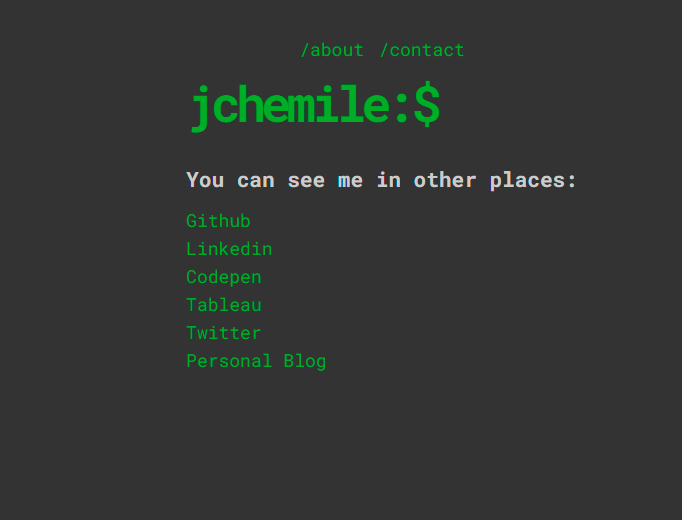 /about /contact
jchemile:$
You can see me in other places:
Github
Linkedin
Codepen
Tableau
Twitter
Personal Blog